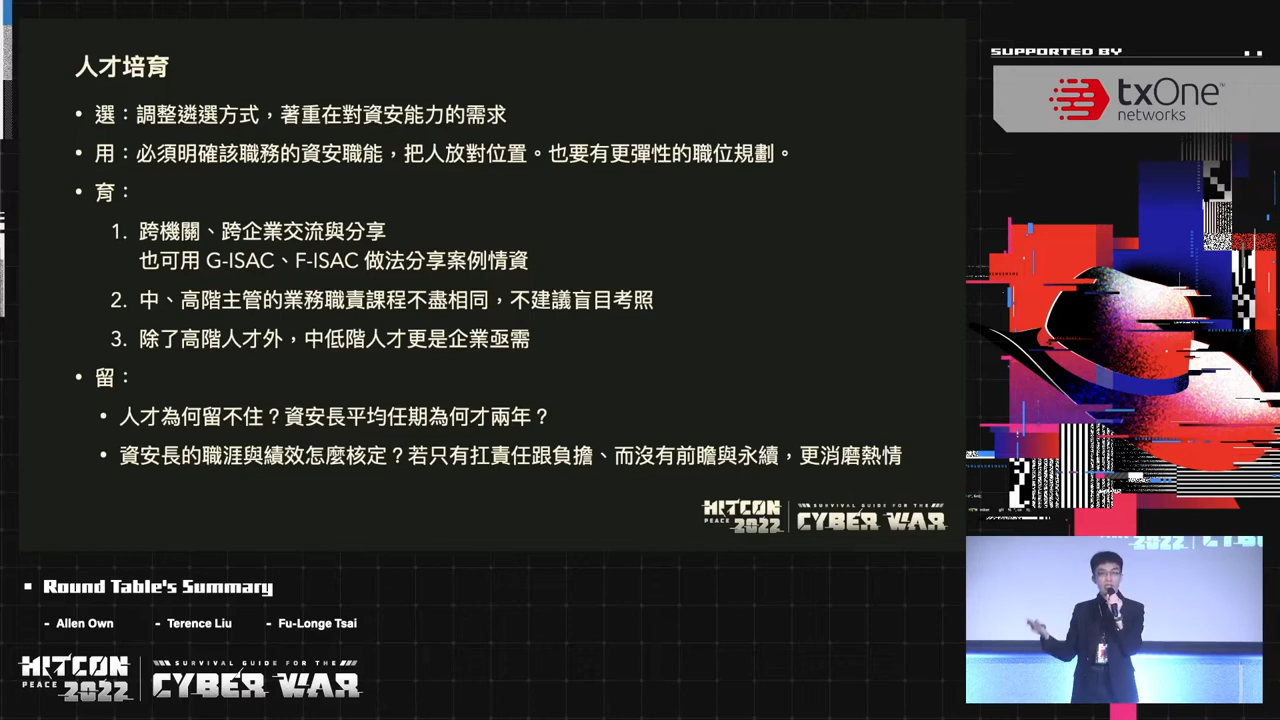 人才培育
• 選：調整遴選方式，著重在對資安能力的需求
• 用：必須明確該職務的資安職能，把人放對位置。也要有更彈性的職位規劃。
• 育：
1. 跨機關、跨企業交流與分享
也可用 G-ISAC、F-ISAC 做法分享案例情資
2. 中、高階主管的業務職責課程不盡相同，不建議盲目考照
3. 除了高階人才外，中低階人才更是企業亟需
• 留：
• 人才為何留不住？資安長平均任期為何才兩年？
• 資安長的職涯與績效怎麼核定？若只有扛責任跟負擔、而沒有前瞻與永續，更消磨熱情
HITCON PEACE 2022 SURVIVAL GUIDE FOR THE CYBER WAR
SUPPORTED BY
txOne™
networks
Round Table's Summary
- Allen Own - Terence Liu - Fu-Longe Tsai
HITCON PEACE 2022 SURVIVAL GUIDE FOR THE CYBER WAR